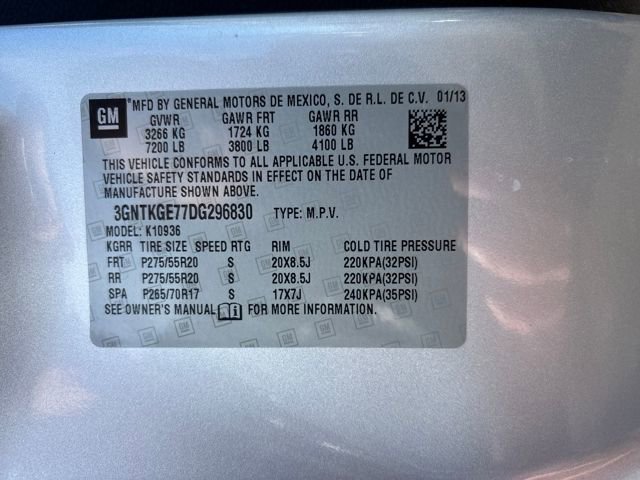 GM ®MFD BY GENERAL MOTORS DE MEXICO, S. DE R.L. DE C.V. 01/13
GVWR GAWR FRT GAWR RR
3266 KG 1724 KG 1860 KG
7200 LB 3800 LB 4100 LB
THIS VEHICLE CONFORMS TO ALL APPLICABLE U.S. FEDERAL MOTOR
VEHICLE SAFETY STANDARDS IN EFFECT ON THE DATE OF
MANUFACTURE SHOWN ABOVE.
3GNTKGE77DG296830 TYPE: M.P.V.
MODEL: K10936
KGRR TIRE SIZE SPEED RTG RIM COLD TIRE PRESSURE
FRT P275/55R20 S 20X8.5J 220KPA(32PSI)
RR P275/55R20 S 20X8.5J 220KPA(32PSI)
SPA P265/70R17 S 17X7J 240KPA(35PSI)
SEE OWNER'S MANUAL FOR MORE INFORMATION.